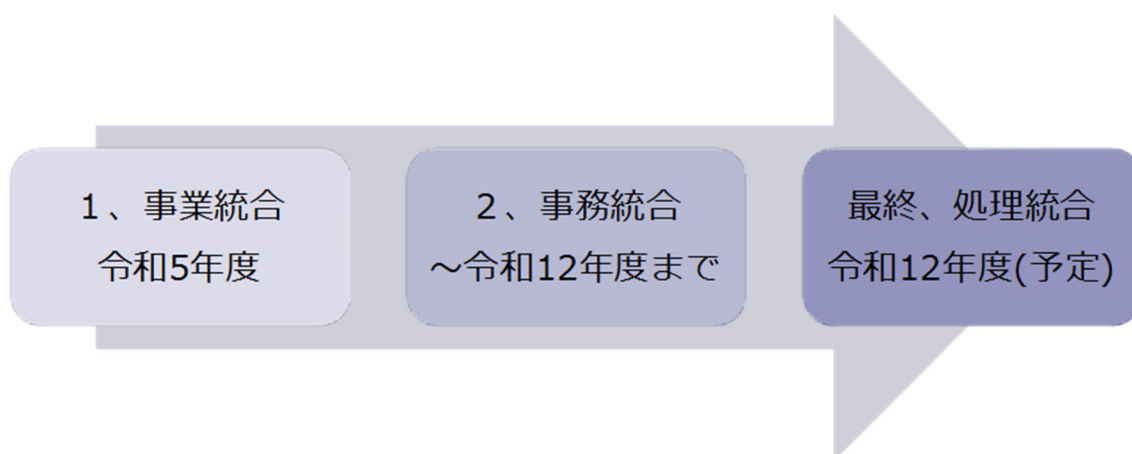 1、事業統合
令和5年度
2、事務統合
～令和12年度まで
最終、処理統合
令和12年度(予定)